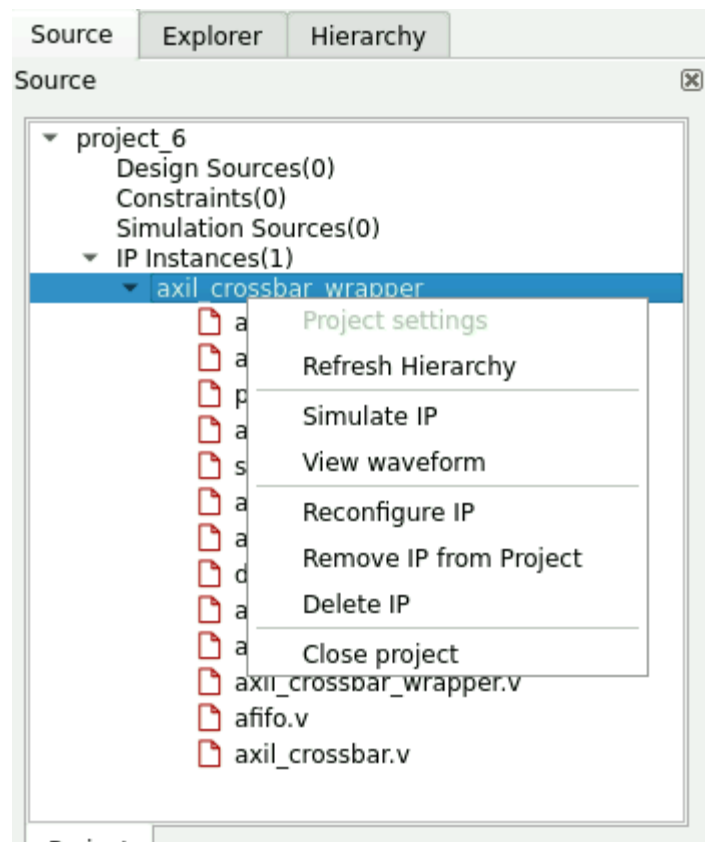 Source Explorer Hierarchy
Source
project_6
Design Sources(0)
Constraints(0)
Simulation Sources(0)
IP Instances(1)
axil_crossbar_wrapper
a
Project settings
a
Refresh Hierarchy
p
Simulate IP
a
s
View waveform
a
Reconfigure IP
a
d
Remove IP from Project
a
Delete IP
a
Close project
axil_crossbar_wrapper.v
afifo.v
axil_crossbar.v